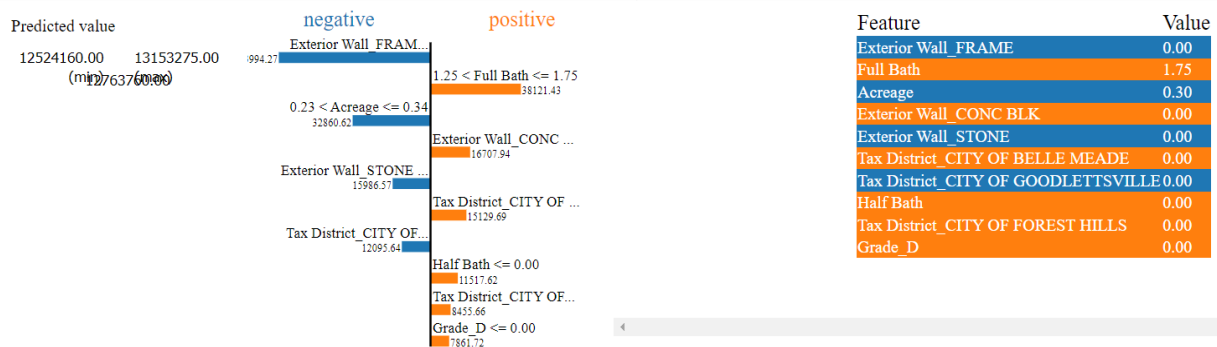 Predicted value
12524160.00
(min)
13153275.00
(max)
12763760.00
negative
positive
Exterior Wall_FRAM...
994.27
1.25 < Full Bath <= 1.75
38121.43
0.23 < Acreage <= 0.34
32860.62
Exterior Wall_CONC ...
16707.94
Exterior Wall_STONE ...
15986.57
Tax District_CITY OF ...
15129.69
Tax District_CITY OF...
12095.64
Half Bath <= 0.00
11517.62
Tax District_CITY OF...
8455.66
Grade_D <= 0.00
7861.72
Feature Value
Exterior Wall_FRAME 0.00
Full Bath 1.75
Acreage 0.30
Exterior Wall_CONC BLK 0.00
Exterior Wall_STONE 0.00
Tax District_CITY OF BELLE MEADE 0.00
Tax District_CITY OF GOODLETTSVILLE 0.00
Half Bath 0.00
Tax District_CITY OF FOREST HILLS 0.00
Grade_D 0.00